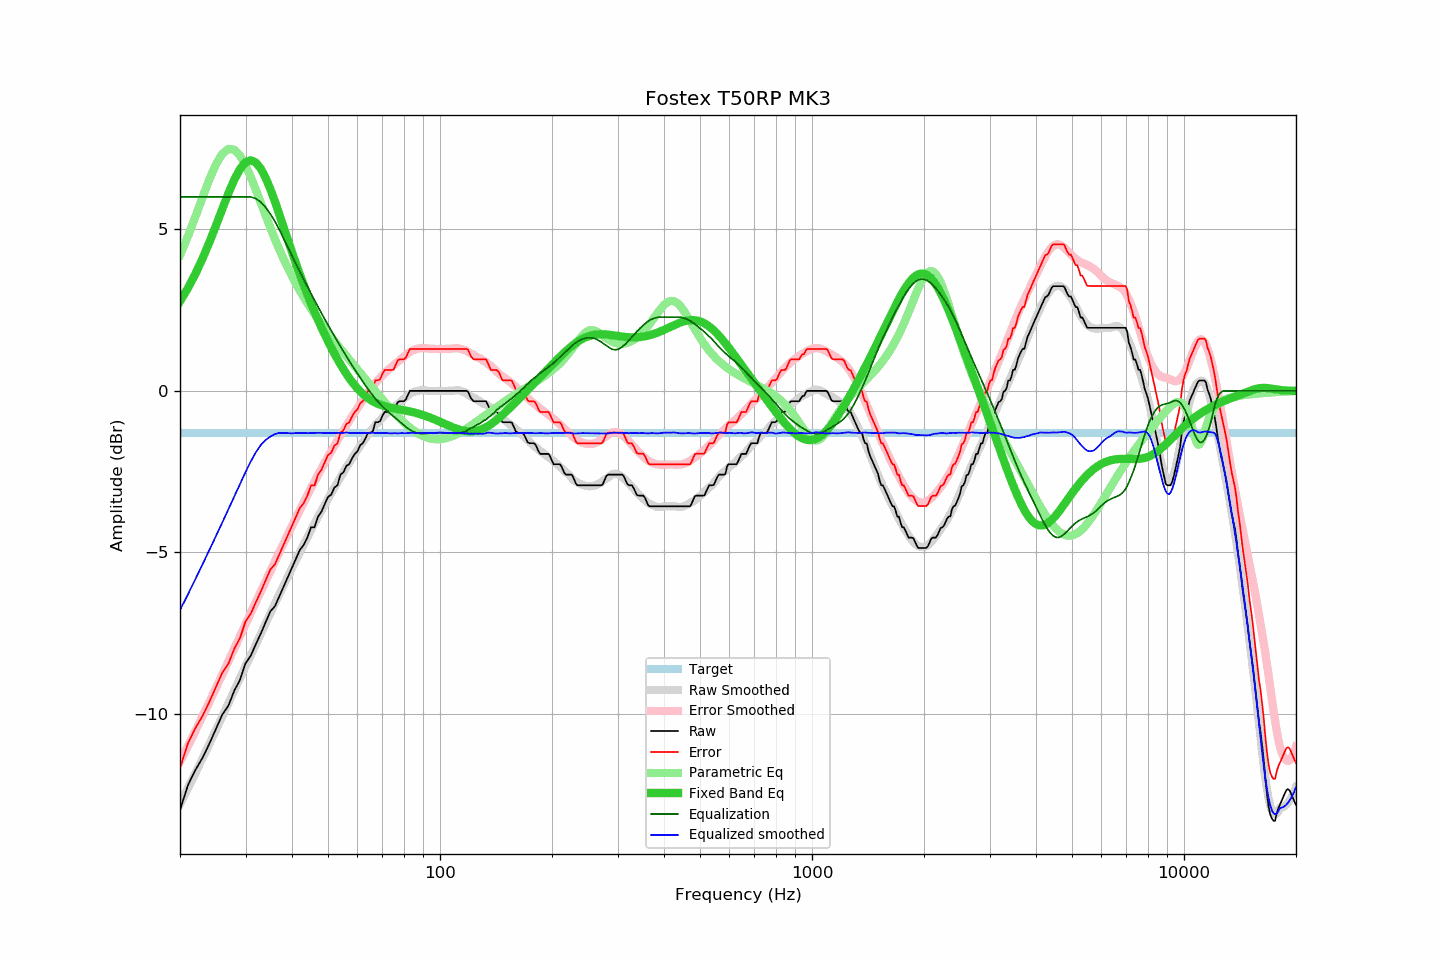 Fostex T50RP MK3
Amplitude (dBr)
5
0
−5
−10
Target
Raw Smoothed
Error Smoothed
Raw
Error
Parametric Eq
Fixed Band Eq
Equalization
Equalized smoothed
100
1000
10000
Frequency (Hz)